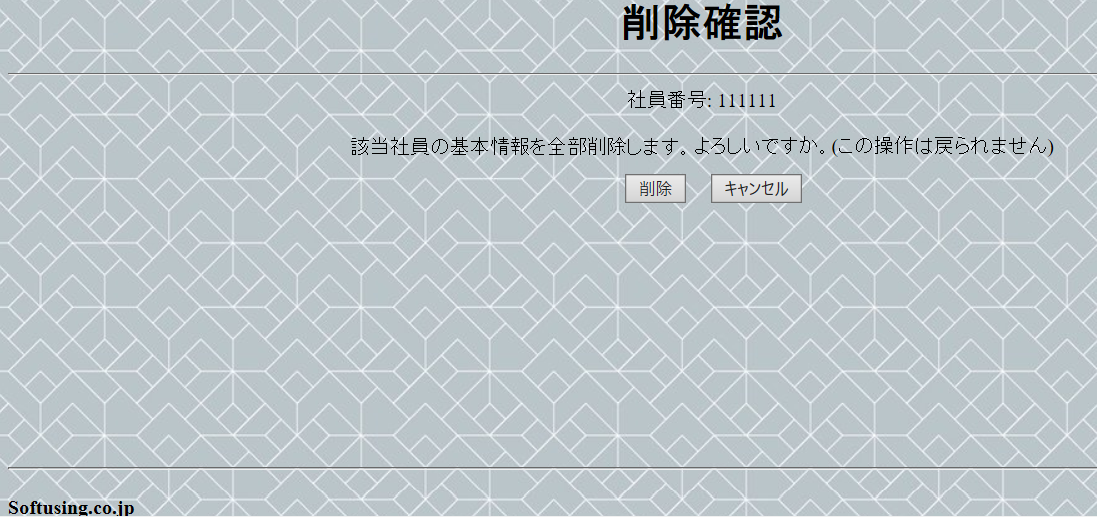 削除確認
社員番号: 111111
該当社員の基本情報を全部削除します。よろしいですか。(この操作は戻られません)
削除 キャンセル
Softusing.co.jp